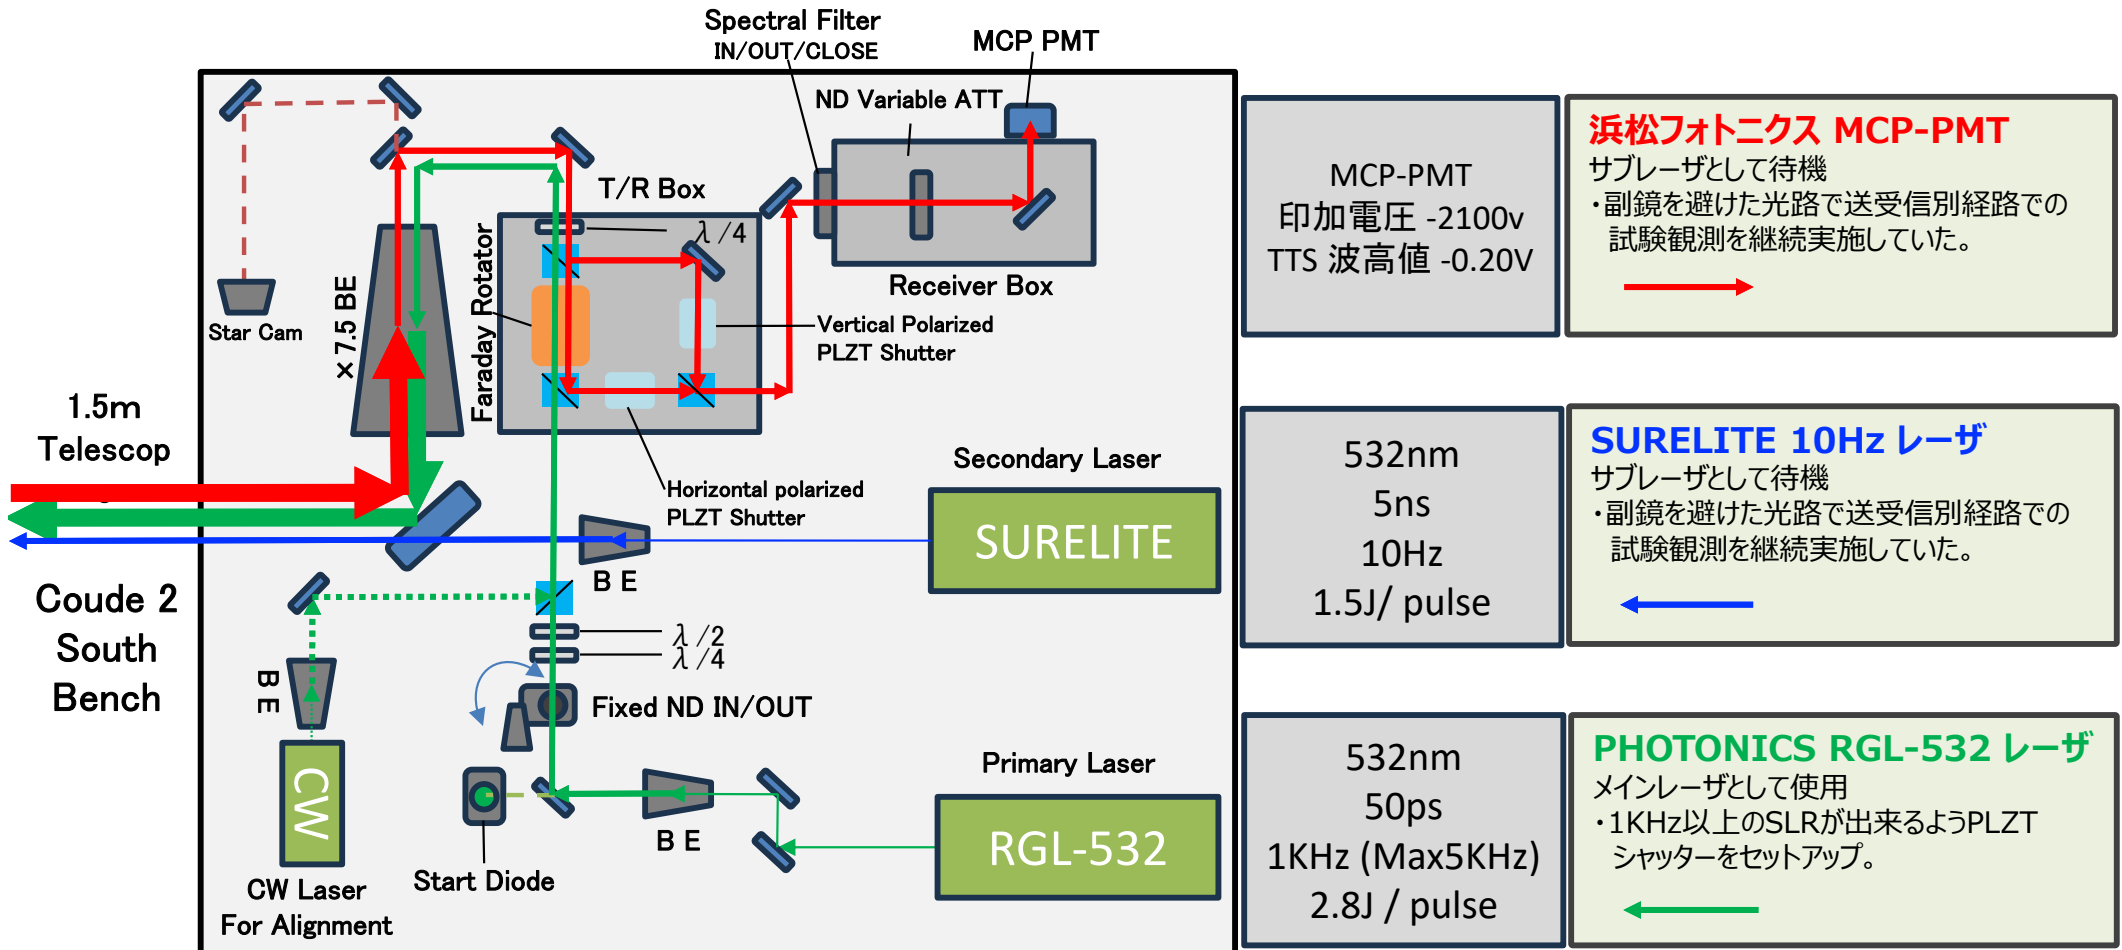 Spectral Filter
IN/OUT/CLOSE
MCP PMT
ND Variable ATT
T/R Box
λ/4
Faraday Rotator
×7.5 BE
Star Cam
Receiver Box
Vertical Polarized
PLZT Shutter
1.5m
Telescop
Horizontal polarized
PLZT Shutter
Secondary Laser
SURELITE
B E
Coude 2
South
Bench
λ/2
λ/4
B E
Fixed ND IN/OUT
CW
CW Laser
For Alignment
Start Diode
B E
Primary Laser
RGL-532
MCP-PMT
印加電圧 -2100v
TTS 波高値 -0.20V
浜松フォトニクス MCP-PMT
サブレーザとして待機
・副鏡を避けた光路で送受信別経路での
試験観測を継続実施していた。
532nm
5ns
10Hz
1.5J/ pulse
SURELITE 10Hz レーザ
サブレーザとして待機
・副鏡を避けた光路で送受信別経路での
試験観測を継続実施していた。
532nm
50ps
1KHz (Max5KHz)
2.8J / pulse
PHOTONICS RGL-532 レーザ
メインレーザとして使用
・1KHz以上のSLRが出来るようPLZT
シャッターをセットアップ。